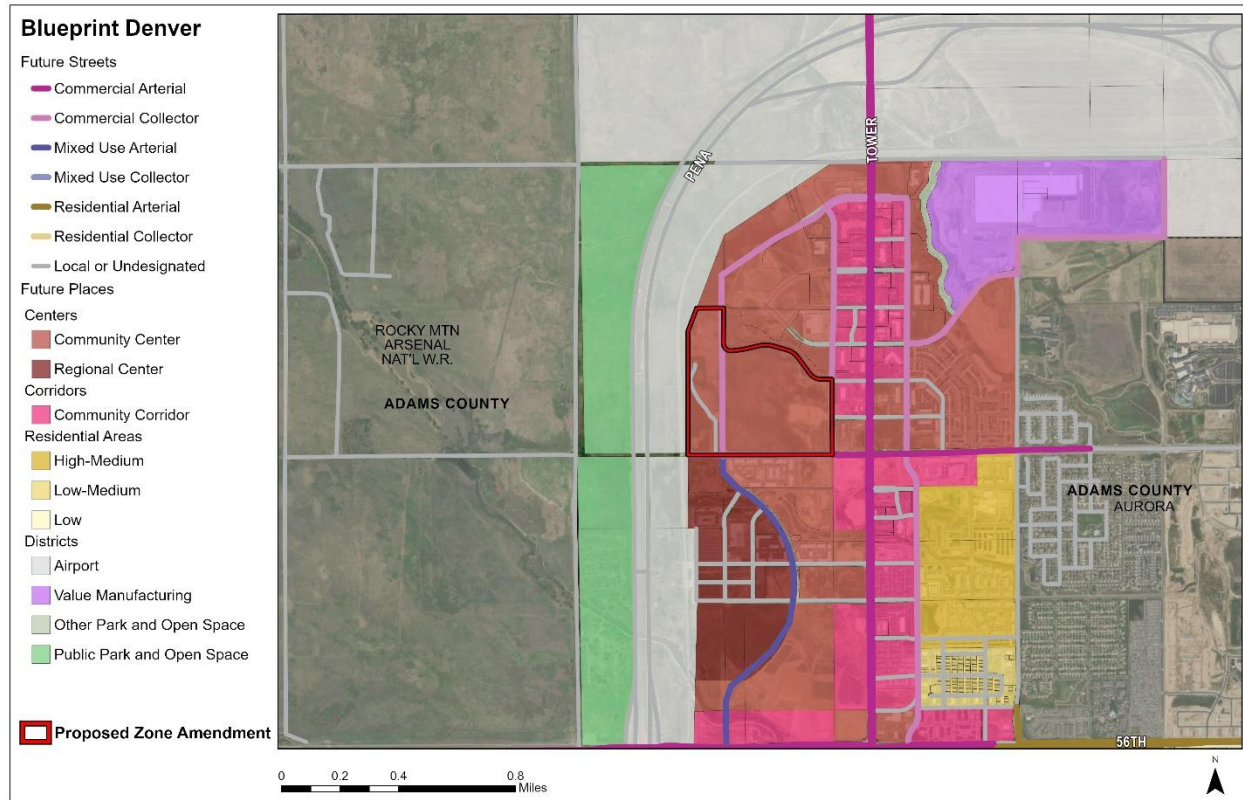 Blueprint Denver
Future Streets
Commercial Arterial
Commercial Collector
Mixed Use Arterial
Mixed Use Collector
Residential Arterial
Residential Collector
Local or Undesignated
Future Places
Centers
Community Center
Regional Center
Corridors
Community Corridor
Residential Areas
High-Medium
Low-Medium
Low
Districts
Airport
Value Manufacturing
Other Park and Open Space
Public Park and Open Space
Proposed Zone Amendment
PENA
TOWER
ROCKY MTN
ARSENAL
NAT'L W.R.
ADAMS COUNTY
ADAMS COUNTY
AURORA
56TH
0 0.2 0.4 0.8
Miles
N